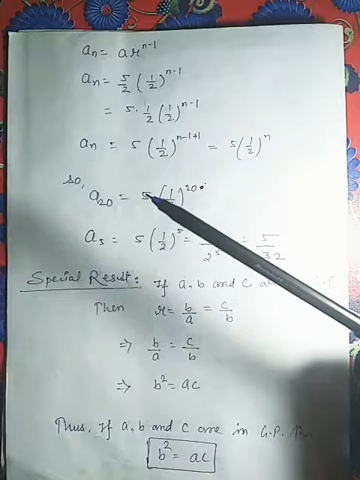 aₙ = arⁿ⁻¹
aₙ = 5/2 (1/2)ⁿ⁻¹
= 5 · 1/2 (1/2)ⁿ⁻¹
aₙ = 5 (1/2)ⁿ⁻¹⁺¹ = 5 (1/2)ⁿ
so, a₂₀ = 5 (1/2)²⁰
a₅ = 5 (1/2)⁵ = /2⁵ = 5/32
Special Result: If a, b and c
Then r = b/a = c/b
⇒ b/a = c/b
⇒ b² = ac
Thus, If a, b and c are in G.P.
b² = ac